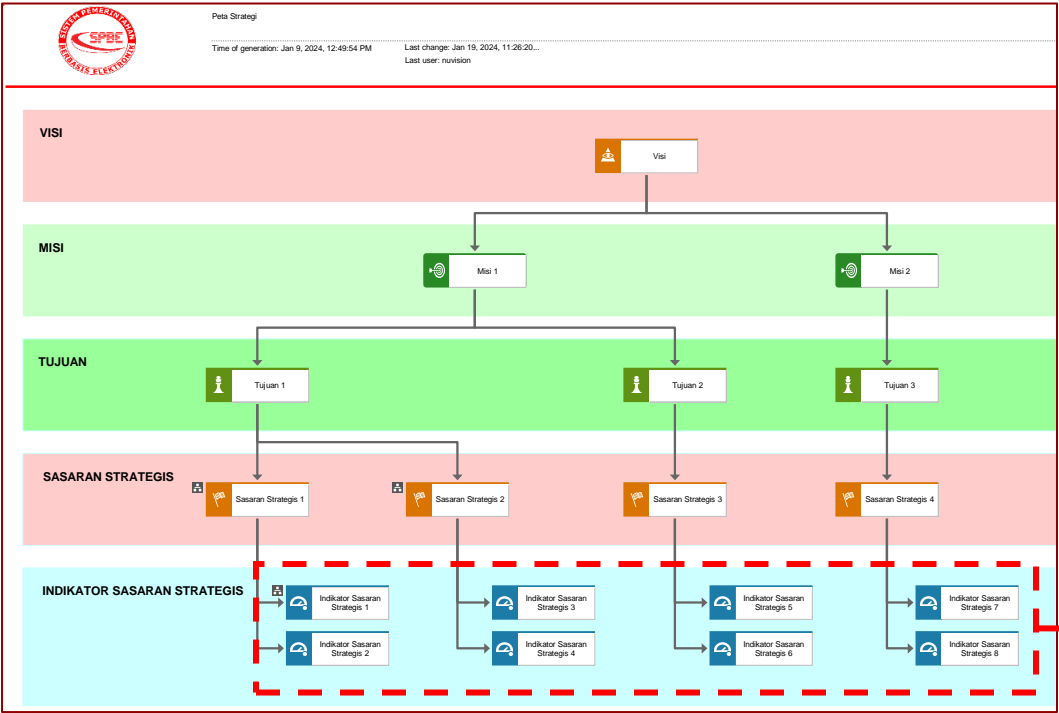 SISTEM PEMERINTAHAN
SPBE
BERBASIS ELEKTRONIK
Peta Strategi
Time of generation: Jan 9, 2024, 12:49:54 PM
Last change: Jan 19, 2024, 11:26:20...
Last user: nuvision
VISI
Visi
MISI
Misi 1
Misi 2
TUJUAN
Tujuan 1
Tujuan 2
Tujuan 3
SASARAN STRATEGIS
Sasaran Strategis 1
Sasaran Strategis 2
Sasaran Strategis 3
Sasaran Strategis 4
INDIKATOR SASARAN STRATEGIS
Indikator Sasaran
Strategis 1
Indikator Sasaran
Strategis 3
Indikator Sasaran
Strategis 5
Indikator Sasaran
Strategis 7
Indikator Sasaran
Strategis 2
Indikator Sasaran
Strategis 4
Indikator Sasaran
Strategis 6
Indikator Sasaran
Strategis 8